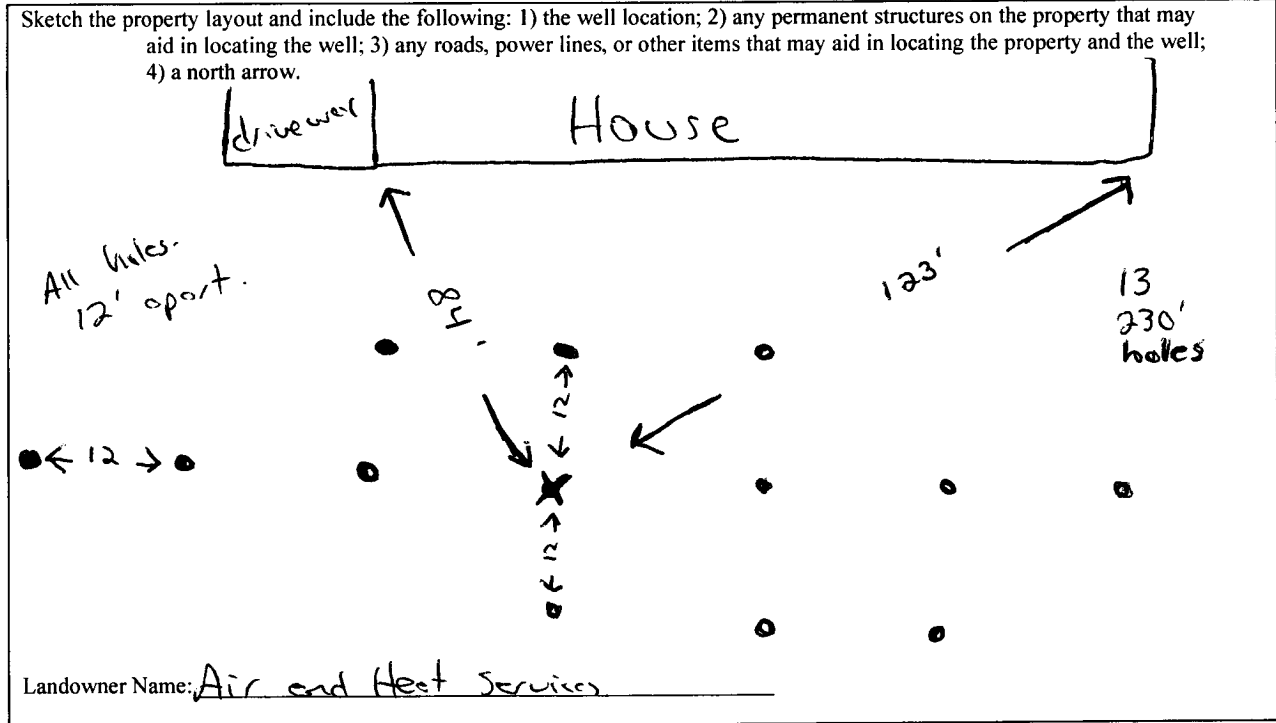 Sketch the property layout and include the following: 1) the well location; 2) any permanent structures on the property that may
aid in locating the well; 3) any roads, power lines, or other items that may aid in locating the property and the well;
4) a north arrow.
driveway
House
All holes.
12' apart.
123'
13
230'
holes
12
12
12
Landowner Name: Air and Heat Services